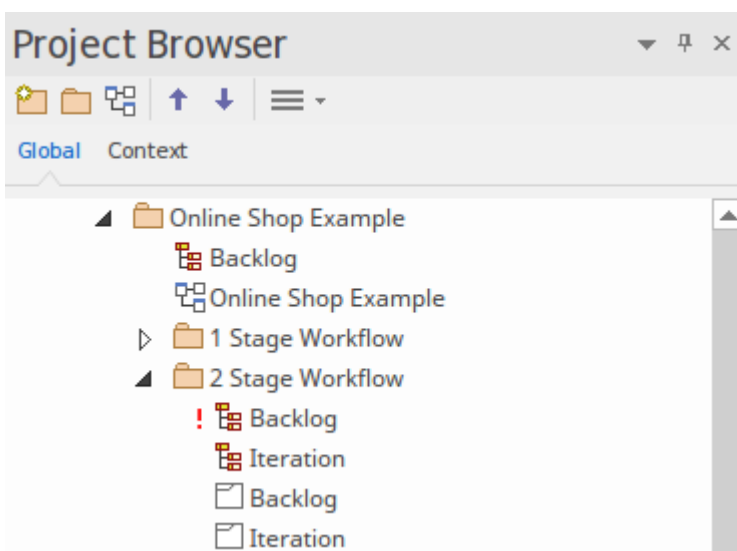 Project Browser
Global Context
Online Shop Example
Backlog
Online Shop Example
1 Stage Workflow
2 Stage Workflow
! Backlog
Iteration
Backlog
Iteration